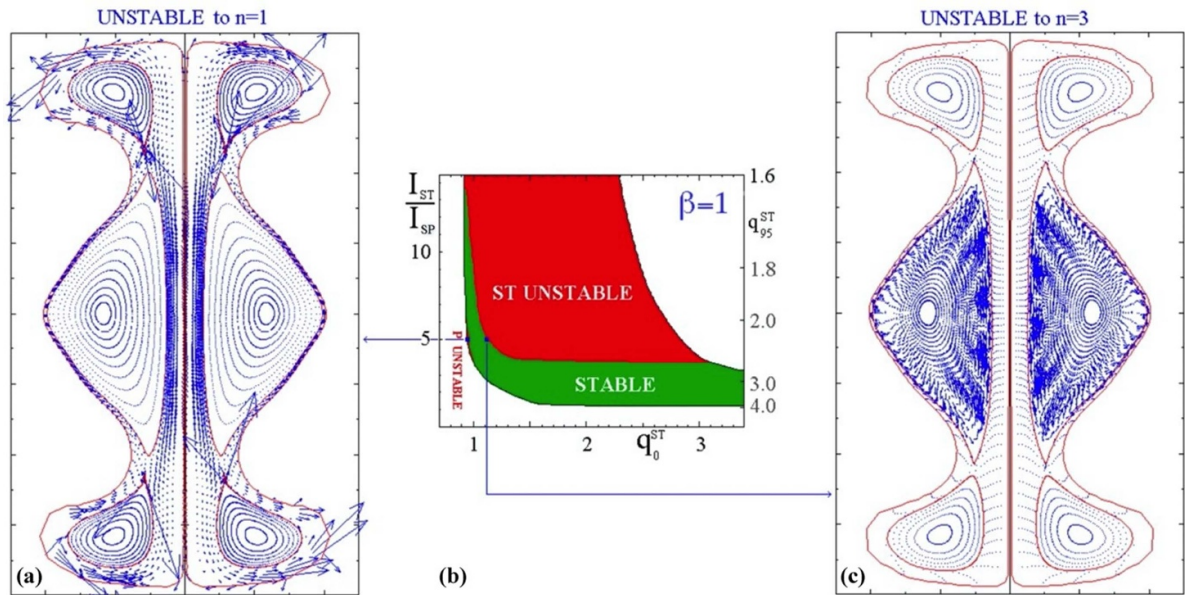 UNSTABLE to n=1
UNSTABLE to n=3
I_ST
I_SP
10
5
P UNSTABLE
ST UNSTABLE
STABLE
β=1
1.6
q_95^ST
1.8
2.0
3.0
4.0
1
2
q_0^ST
3
(a)
(b)
(c)